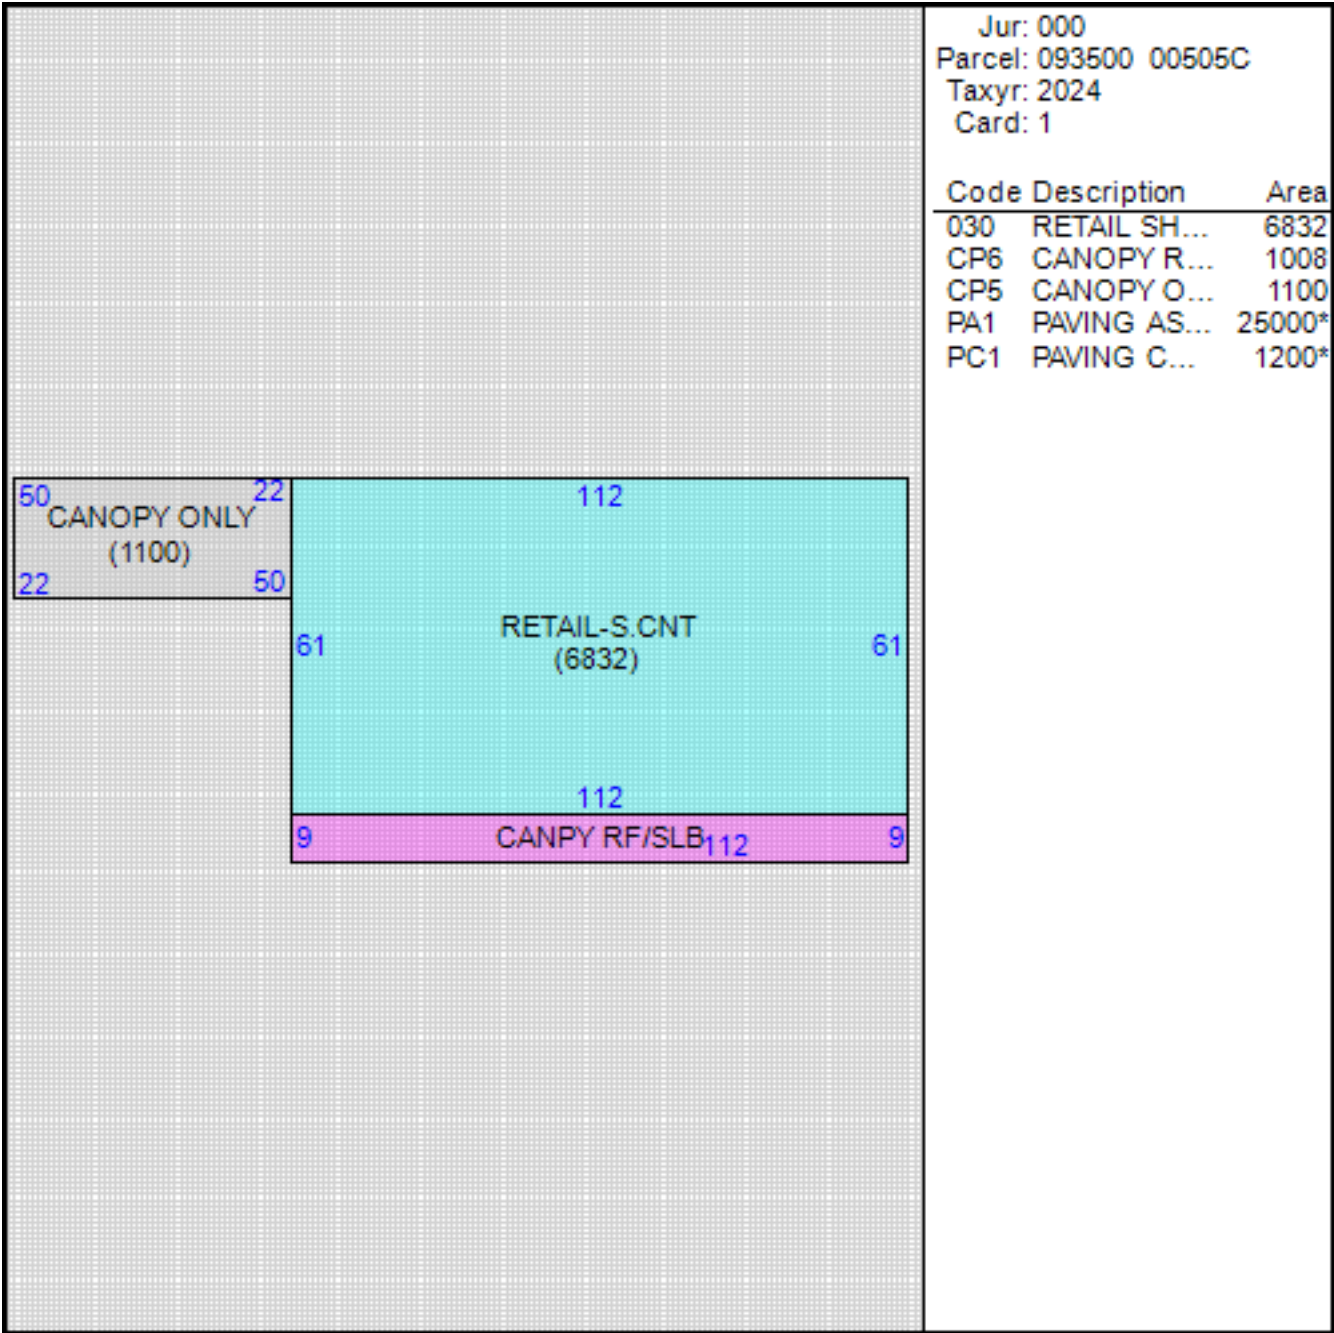 Jur: 000
Parcel: 093500 00505C
Taxyr: 2024
Card: 1
Code Description Area
030 RETAIL SH... 6832
CP6 CANOPY R... 1008
CP5 CANOPY O... 1100
PA1 PAVING AS... 25000*
PC1 PAVING C... 1200*
50 22
CANOPY ONLY
(1100)
22 50
112
RETAIL-S.CNT
61 61
(6832)
112
9 CANPY RF/SLB 112 9